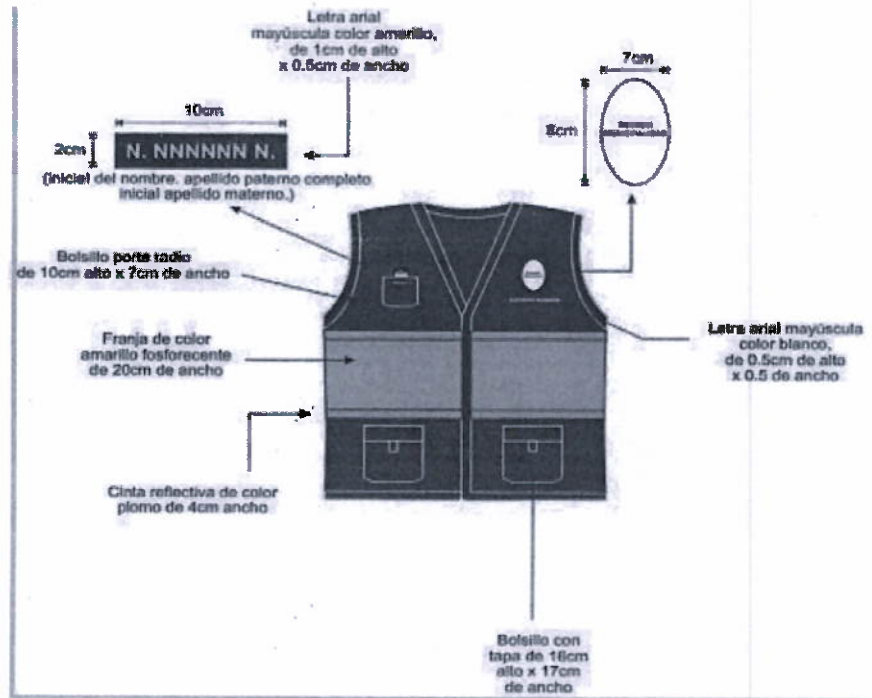 Letra arial
mayúscula color amarillo,
de 1cm de alto
x 0.5cm de ancho
10cm
2cm
N. NNNNNN N.
(inicial del nombre. apellido paterno completo
inicial apellido materno.)
7cm
8cm
Bolsillo porta radio
de 10cm alto x 7cm de ancho
Franja de color
amarillo fosforecente
de 20cm de ancho
Letra arial mayúscula
color blanco,
de 0.5cm de alto
x 0.5 de ancho
Cinta reflectiva de color
plomo de 4cm ancho
Bolsillo con
tapa de 16cm
alto x 17cm
de ancho